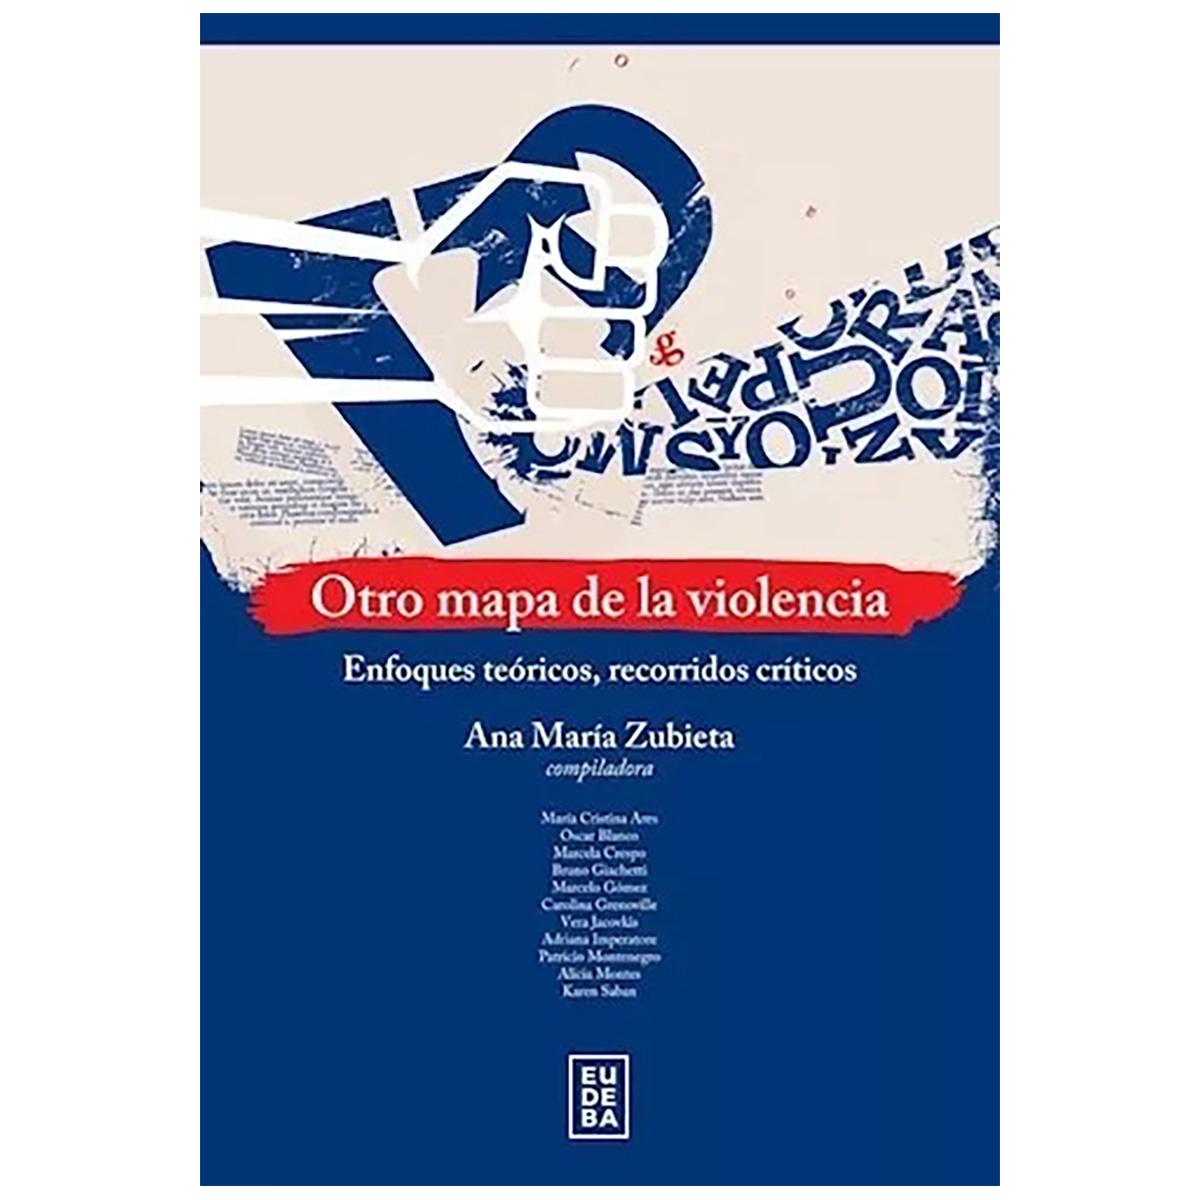 Otro mapa de la violencia
Enfoques teóricos, recorridos críticos
Ana María Zubieta
compiladora
María Cristina Ares
Oscar Blanco
Marcela Crespo
Bruno Giachetti
Marcelo Gómez
Carolina Grenoville
Vera Jacovkis
Adriana Imperatore
Patricio Montenegro
Alicia Montes
Karen Saban
EU
DE
BA